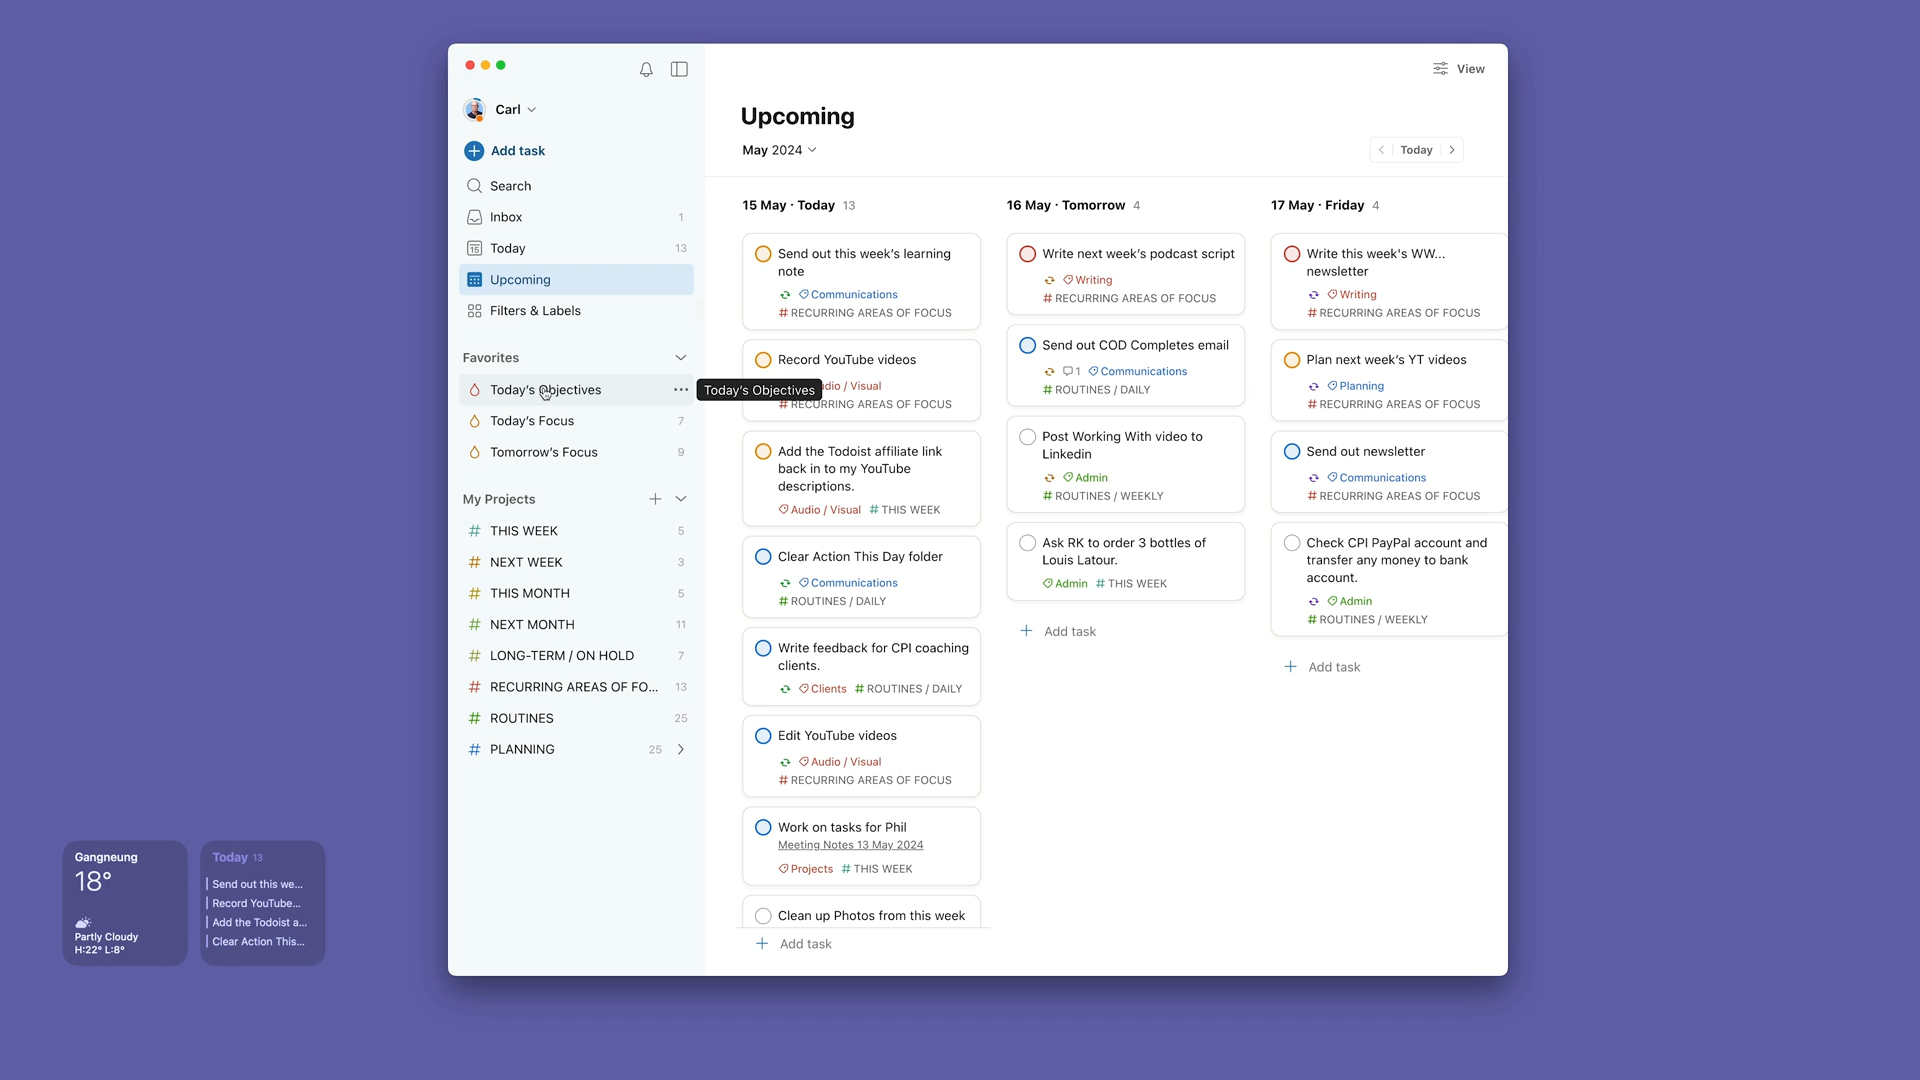 View
Carl
Add task
Search
Inbox 1
15 Today 13
Upcoming
Filters & Labels
Favorites
Today's Objectives
Today's Focus 7
Tomorrow's Focus 9
My Projects
# THIS WEEK 5
# NEXT WEEK 3
# THIS MONTH 5
# NEXT MONTH 11
# LONG-TERM / ON HOLD 7
# RECURRING AREAS OF FO... 13
# ROUTINES 25
# PLANNING 25
Today's Objectives
Upcoming
May 2024
Today
15 May · Today 13
Send out this week's learning
note
Communications
# RECURRING AREAS OF FOCUS
Record YouTube videos
dio / Visual
# RECURRING AREAS OF FOCUS
Add the Todoist affiliate link
back in to my YouTube
descriptions.
Audio / Visual # THIS WEEK
Clear Action This Day folder
Communications
# ROUTINES / DAILY
Write feedback for CPI coaching
clients.
Clients # ROUTINES / DAILY
Edit YouTube videos
Audio / Visual
# RECURRING AREAS OF FOCUS
Work on tasks for Phil
Meeting Notes 13 May 2024
Projects # THIS WEEK
Clean up Photos from this week
Add task
16 May · Tomorrow 4
Write next week's podcast script
Writing
# RECURRING AREAS OF FOCUS
Send out COD Completes email
1 Communications
# ROUTINES / DAILY
Post Working With video to
Linkedin
Admin
# ROUTINES / WEEKLY
Ask RK to order 3 bottles of
Louis Latour.
Admin # THIS WEEK
Add task
17 May · Friday 4
Write this week's WW...
newsletter
Writing
# RECURRING AREAS OF FOCUS
Plan next week's YT videos
Planning
# RECURRING AREAS OF FOCUS
Send out newsletter
Communications
# RECURRING AREAS OF FOCUS
Check CPI PayPal account and
transfer any money to bank
account.
Admin
# ROUTINES / WEEKLY
Add task
Gangneung
18°
Partly Cloudy
H:22° L:8°
Today 13
Send out this we...
Record YouTube...
Add the Todoist a...
Clear Action This...